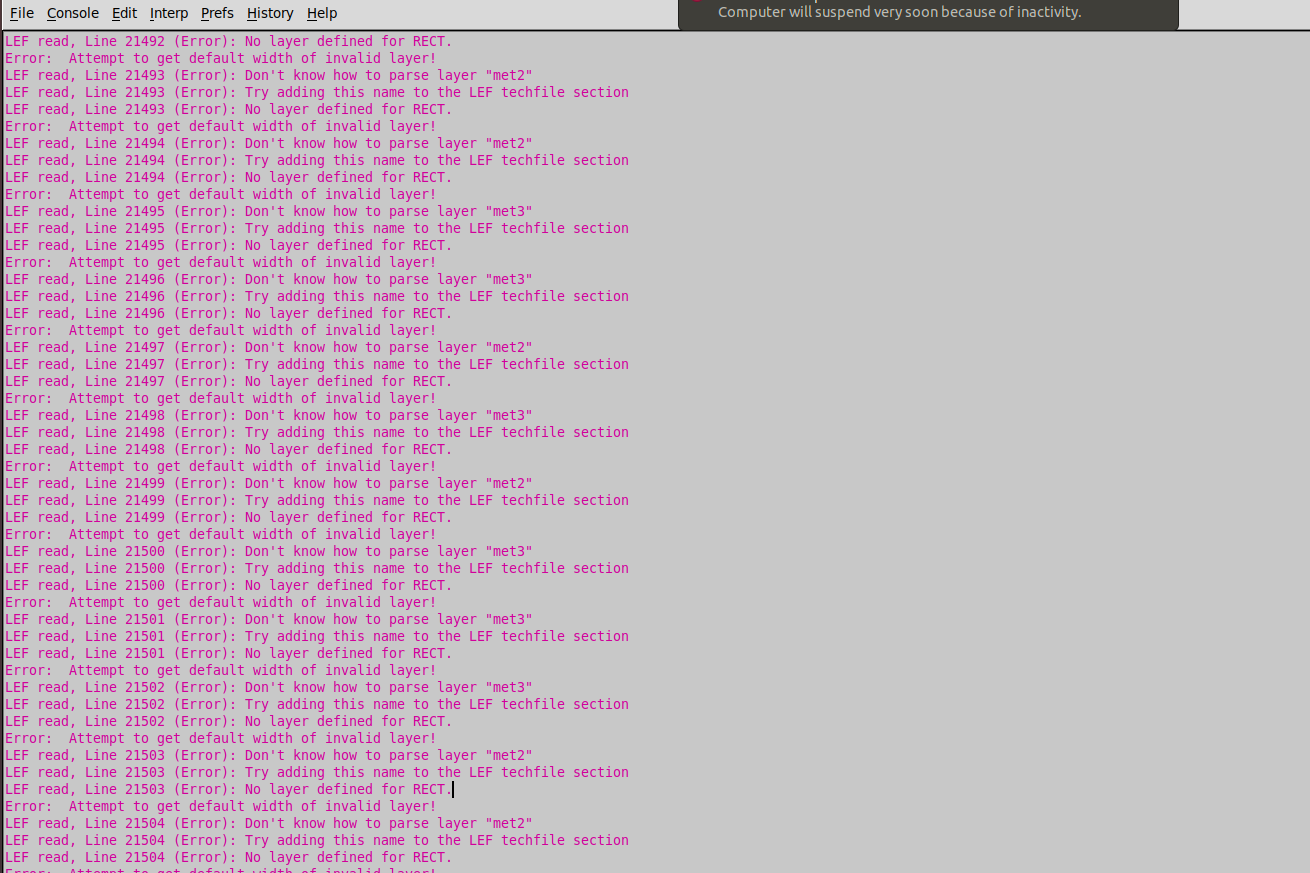 File Console Edit Interp Prefs History Help
Computer will suspend very soon because of inactivity.
LEF read, Line 21492 (Error): No layer defined for RECT.
Error:  Attempt to get default width of invalid layer!
LEF read, Line 21493 (Error): Don't know how to parse layer "met2"
LEF read, Line 21493 (Error): Try adding this name to the LEF techfile section
LEF read, Line 21493 (Error): No layer defined for RECT.
Error:  Attempt to get default width of invalid layer!
LEF read, Line 21494 (Error): Don't know how to parse layer "met2"
LEF read, Line 21494 (Error): Try adding this name to the LEF techfile section
LEF read, Line 21494 (Error): No layer defined for RECT.
Error:  Attempt to get default width of invalid layer!
LEF read, Line 21495 (Error): Don't know how to parse layer "met3"
LEF read, Line 21495 (Error): Try adding this name to the LEF techfile section
LEF read, Line 21495 (Error): No layer defined for RECT.
Error:  Attempt to get default width of invalid layer!
LEF read, Line 21496 (Error): Don't know how to parse layer "met3"
LEF read, Line 21496 (Error): Try adding this name to the LEF techfile section
LEF read, Line 21496 (Error): No layer defined for RECT.
Error:  Attempt to get default width of invalid layer!
LEF read, Line 21497 (Error): Don't know how to parse layer "met2"
LEF read, Line 21497 (Error): Try adding this name to the LEF techfile section
LEF read, Line 21497 (Error): No layer defined for RECT.
Error:  Attempt to get default width of invalid layer!
LEF read, Line 21498 (Error): Don't know how to parse layer "met3"
LEF read, Line 21498 (Error): Try adding this name to the LEF techfile section
LEF read, Line 21498 (Error): No layer defined for RECT.
Error:  Attempt to get default width of invalid layer!
LEF read, Line 21499 (Error): Don't know how to parse layer "met2"
LEF read, Line 21499 (Error): Try adding this name to the LEF techfile section
LEF read, Line 21499 (Error): No layer defined for RECT.
Error:  Attempt to get default width of invalid layer!
LEF read, Line 21500 (Error): Don't know how to parse layer "met3"
LEF read, Line 21500 (Error): Try adding this name to the LEF techfile section
LEF read, Line 21500 (Error): No layer defined for RECT.
Error:  Attempt to get default width of invalid layer!
LEF read, Line 21501 (Error): Don't know how to parse layer "met3"
LEF read, Line 21501 (Error): Try adding this name to the LEF techfile section
LEF read, Line 21501 (Error): No layer defined for RECT.
Error:  Attempt to get default width of invalid layer!
LEF read, Line 21502 (Error): Don't know how to parse layer "met3"
LEF read, Line 21502 (Error): Try adding this name to the LEF techfile section
LEF read, Line 21502 (Error): No layer defined for RECT.
Error:  Attempt to get default width of invalid layer!
LEF read, Line 21503 (Error): Don't know how to parse layer "met2"
LEF read, Line 21503 (Error): Try adding this name to the LEF techfile section
LEF read, Line 21503 (Error): No layer defined for RECT.
Error:  Attempt to get default width of invalid layer!
LEF read, Line 21504 (Error): Don't know how to parse layer "met2"
LEF read, Line 21504 (Error): Try adding this name to the LEF techfile section
LEF read, Line 21504 (Error): No layer defined for RECT.
Error:  Attempt to get default width of invalid layer!